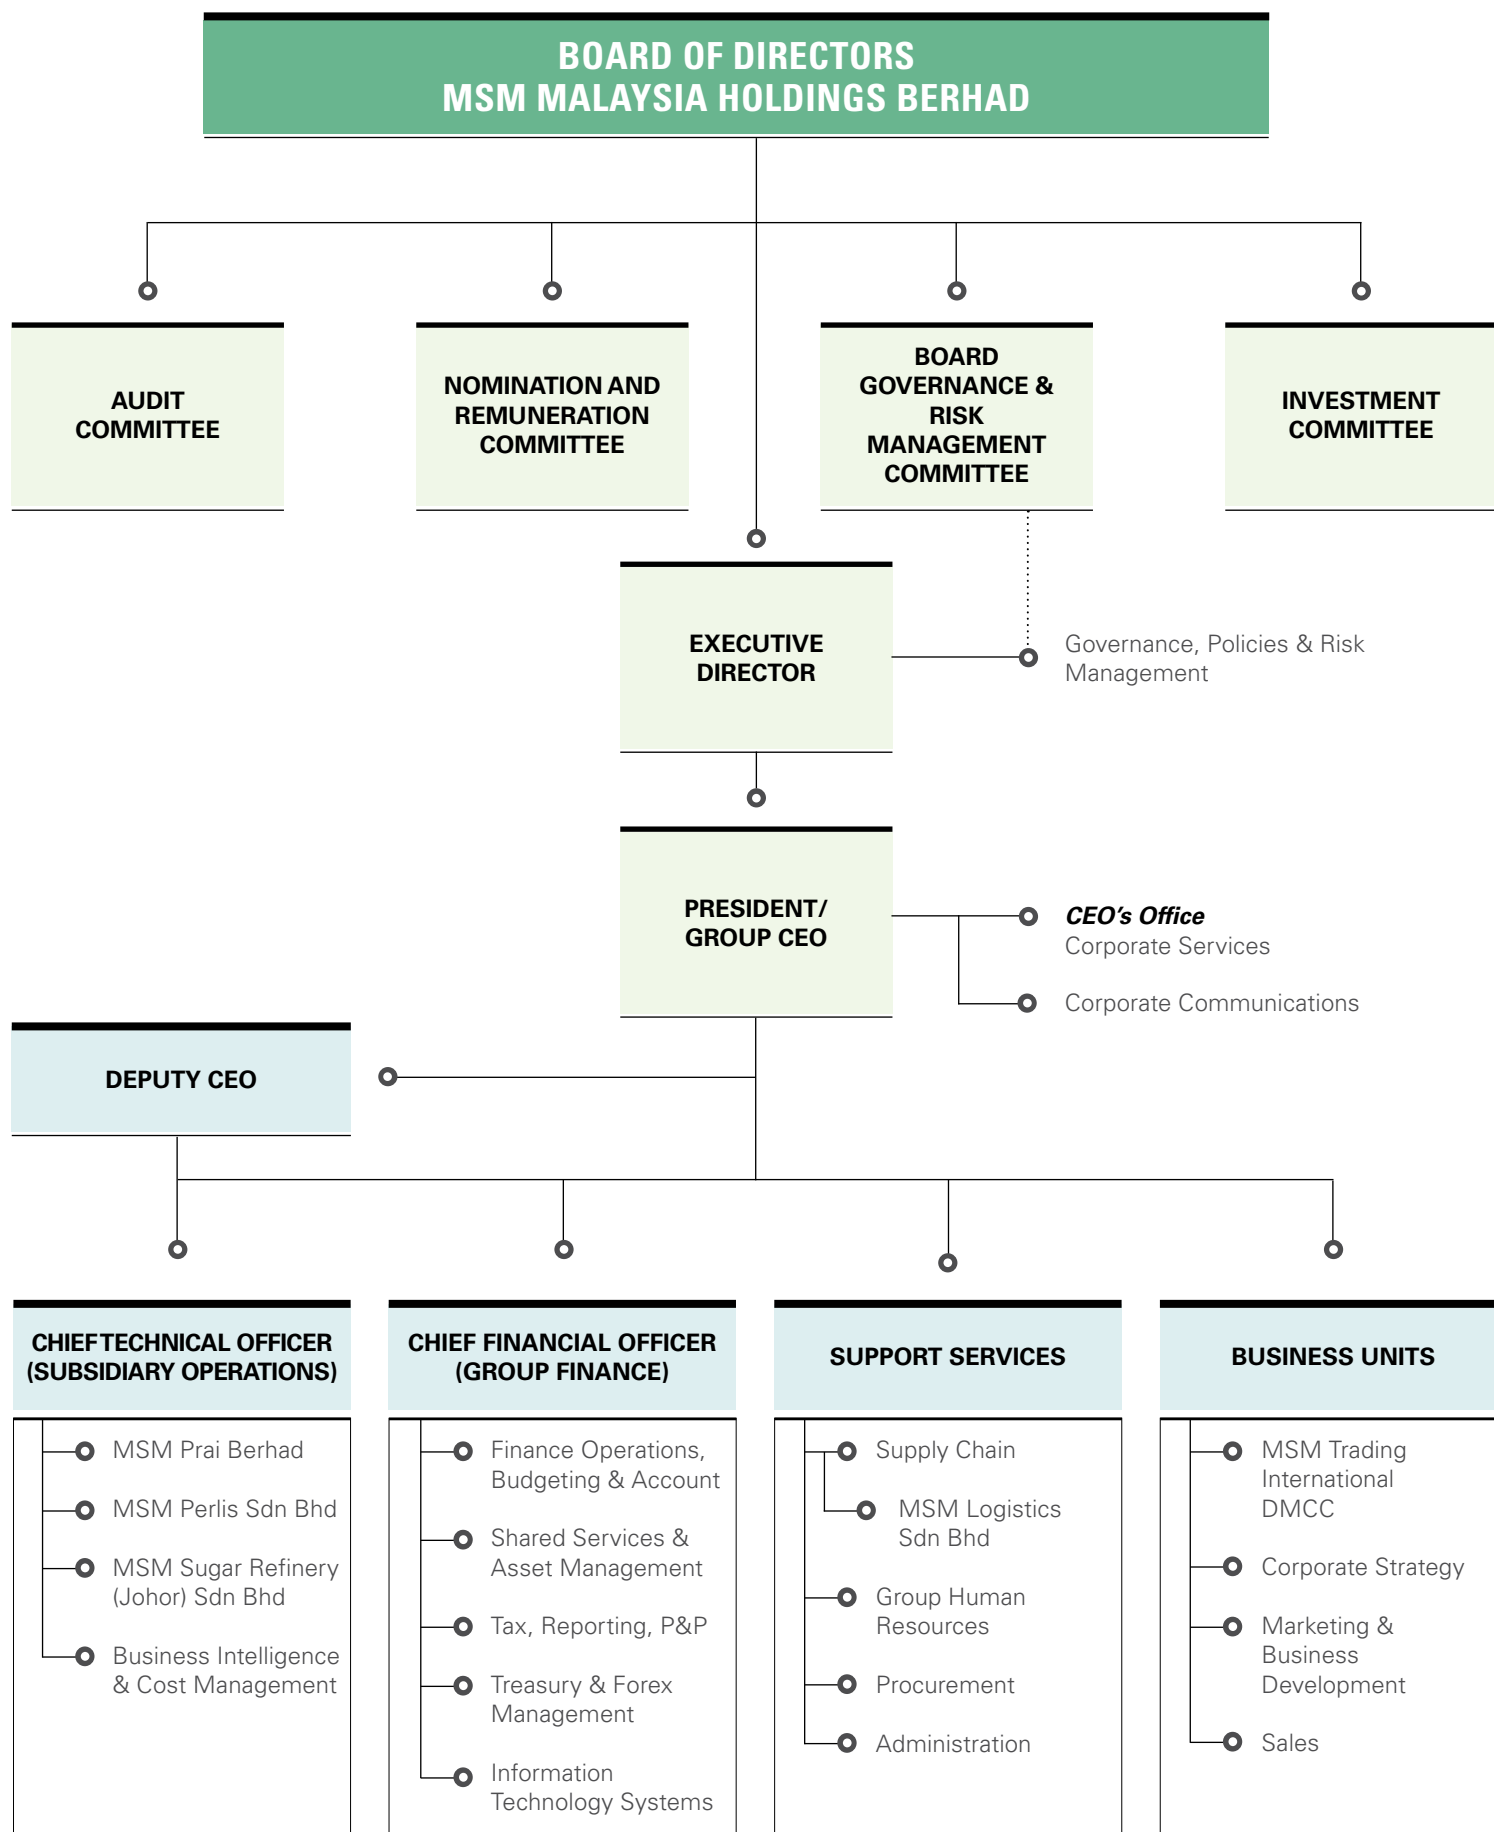 BOARD OF DIRECTORS
MSM MALAYSIA HOLDINGS BERHAD
AUDIT
COMMITTEE
NOMINATION AND
REMUNERATION
COMMITTEE
BOARD
GOVERNANCE &
RISK
MANAGEMENT
COMMITTEE
INVESTMENT
COMMITTEE
EXECUTIVE
DIRECTOR
Governance, Policies & Risk
Management
PRESIDENT/
GROUP CEO
CEO's Office
Corporate Services
Corporate Communications
DEPUTY CEO
CHIEF TECHNICAL OFFICER
(SUBSIDIARY OPERATIONS)
MSM Prai Berhad
MSM Perlis Sdn Bhd
MSM Sugar Refinery
(Johor) Sdn Bhd
Business Intelligence
& Cost Management
CHIEF FINANCIAL OFFICER
(GROUP FINANCE)
Finance Operations,
Budgeting & Account
Shared Services &
Asset Management
Tax, Reporting, P&P
Treasury & Forex
Management
Information
Technology Systems
SUPPORT SERVICES
Supply Chain
MSM Logistics
Sdn Bhd
Group Human
Resources
Procurement
Administration
BUSINESS UNITS
MSM Trading
International
DMCC
Corporate Strategy
Marketing &
Business
Development
Sales